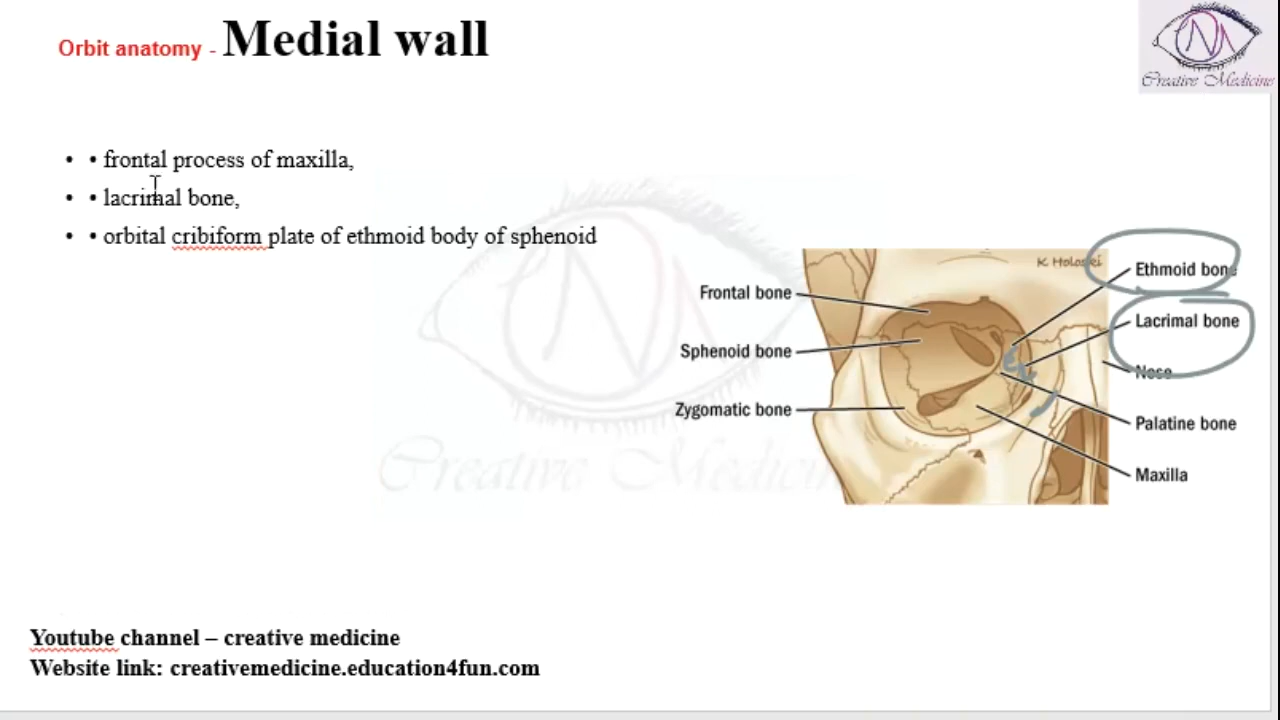 Orbit anatomy - Medial wall
Creative Medicine
• • frontal process of maxilla,
• • lacrimal bone,
• • orbital cribiform plate of ethmoid body of sphenoid
K Holoski
Ethmoid bone
Frontal bone
Lacrimal bone
Sphenoid bone
Nose
Zygomatic bone
Palatine bone
Maxilla
Creative Medicine
Youtube channel – creative medicine
Website link: creativemedicine.education4fun.com